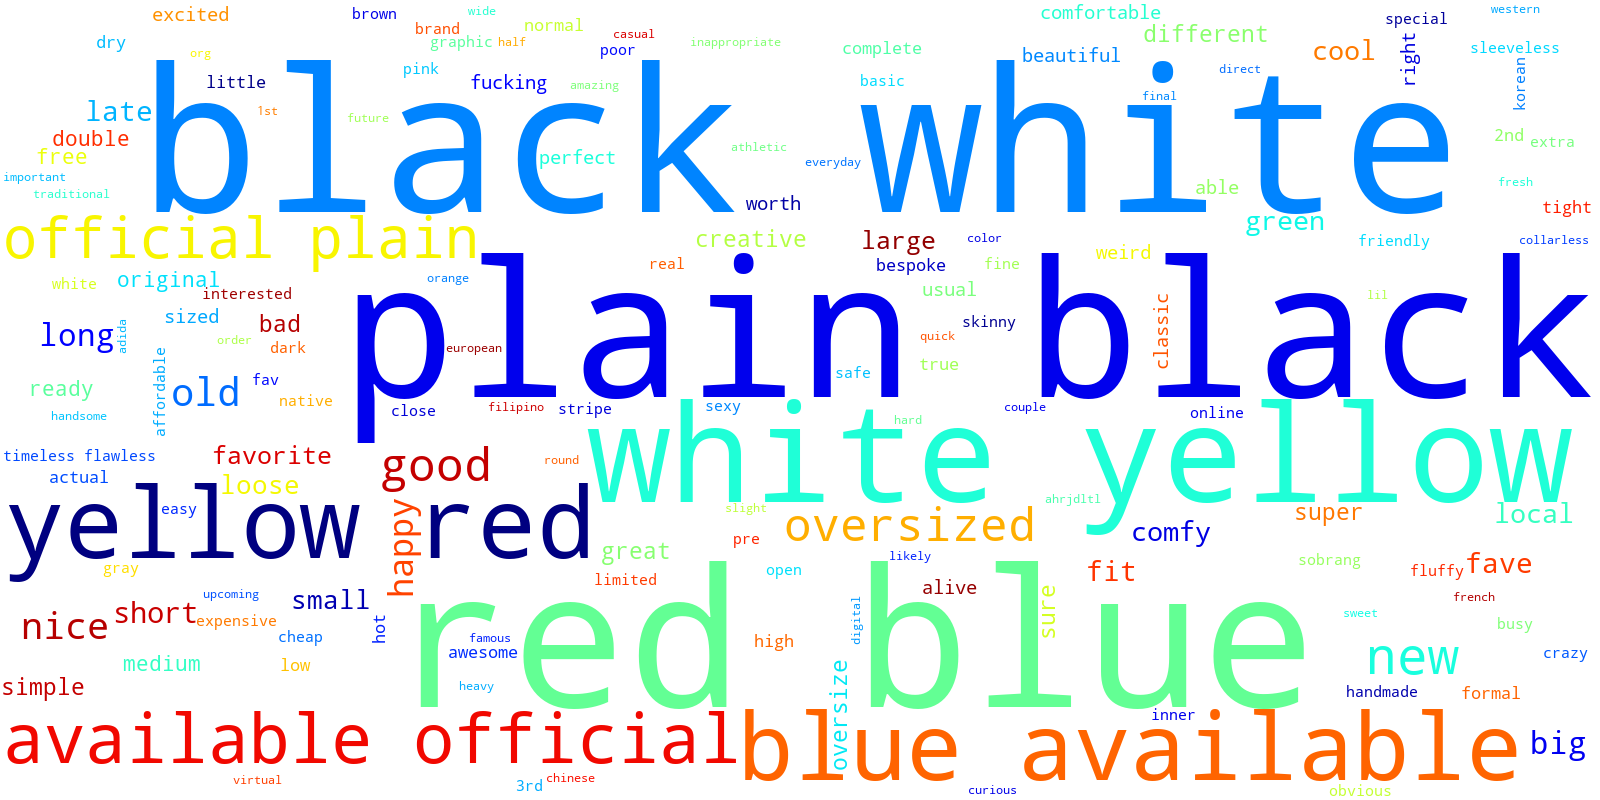 excited
brown
wide
brand
normal
comfortable
special
western
dry
org
graphic
half
casual
poor
inappropriate
complete
beautiful
different
cool
right
sleeveless
little
pink
fucking
amazing
basic
direct
korean
late
1st
future
black white
final
double
free
perfect
athletic
everyday
2nd
extra
important
traditional
worth
able
fresh
official plain
creative
large
color
green
tight
friendly
collarless
white
original
interested
orange
real
bespoke
fine
weird
sized
usual
lil
long
adida
order
bad
dark
plain black
european
skinny
quick
true
classic
ready
affordable
old
fav
native
safe
handsome
close
filipino
stripe
sexy
hard
couple
online
timeless flawless
favorite
actual
loose
good
round
white yellow
yellow red
easy
happy
slight
oversized
ahrjdltl
comfy
super
local
gray
great
pre
likely
sobrang
fluffy
fave
upcoming
limited
open
alive
fit
french
nice
short
expensive
small
cheap
hot
red blue
digital
sure
sweet
busy
medium
low
famous
awesome
high
new
crazy
simple
heavy
oversize
handmade
formal
available official
blue available
inner
big
virtual
3rd
chinese
curious
obvious